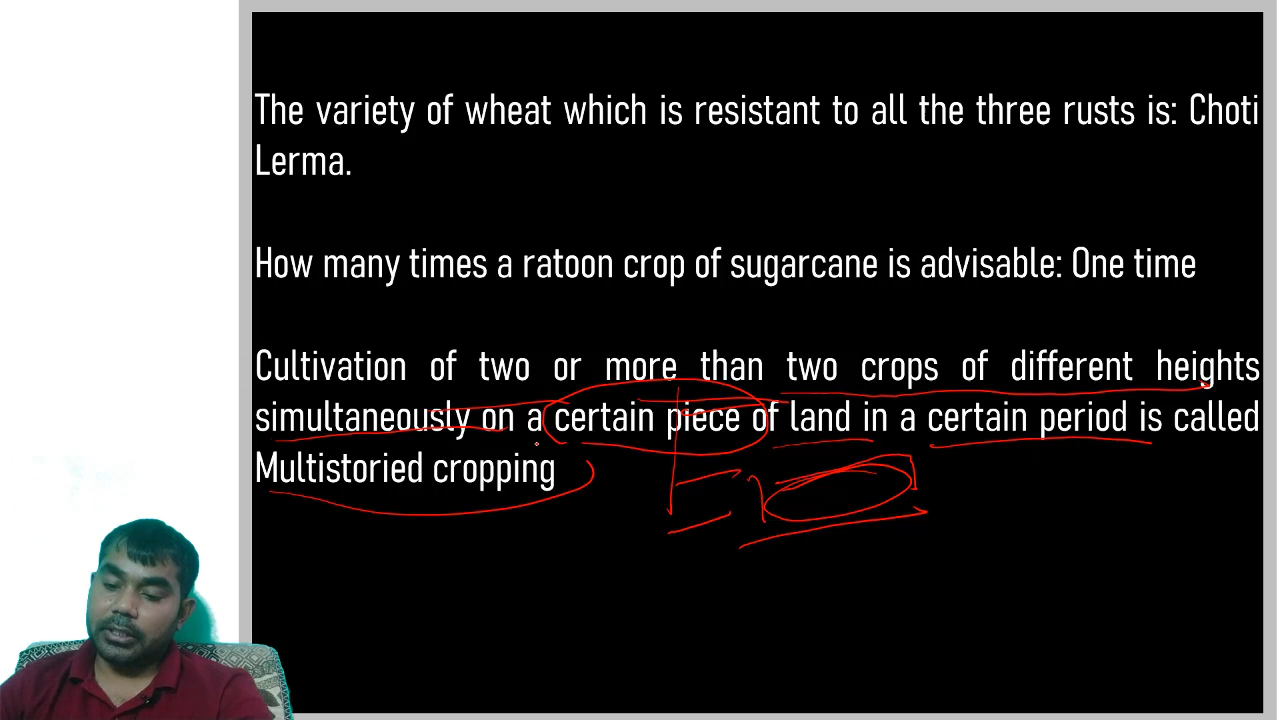 The variety of wheat which is resistant to all the three rusts is: Choti
Lerma.
How many times a ratoon crop of sugarcane is advisable: One time
Cultivation of two or more than two crops of different heights
simultaneously on a certain piece of land in a certain period is called
Multistoried cropping